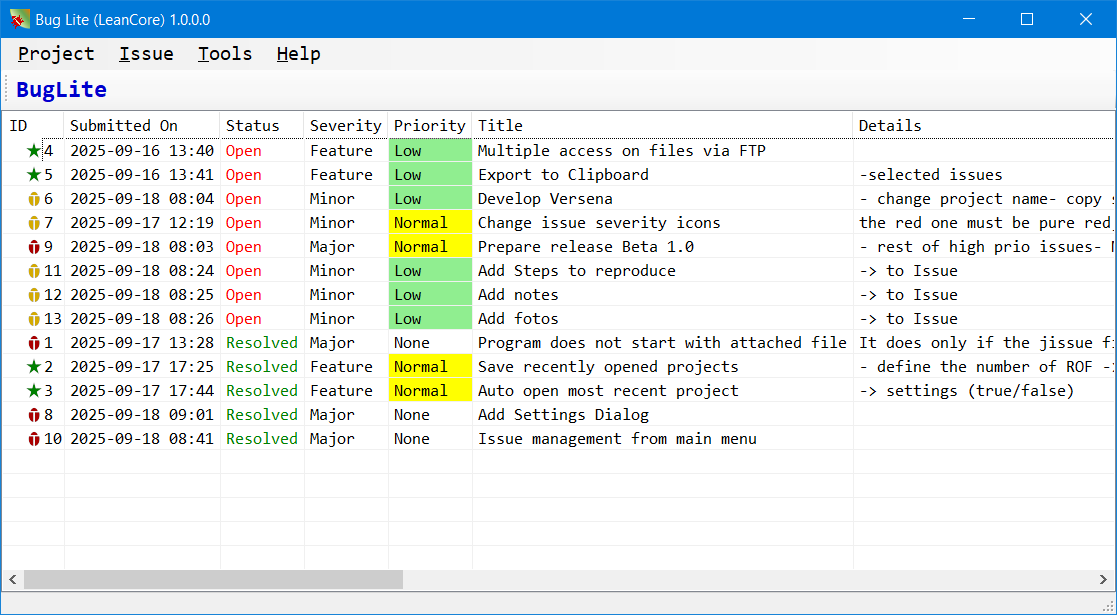 Bug Lite (LeanCore) 1.0.0.0
Project Issue Tools Help
BugLite
ID Submitted On Status Severity Priority Title Details
4 2025-09-16 13:40 Open Feature Low Multiple access on files via FTP
5 2025-09-16 13:41 Open Feature Low Export to Clipboard -selected issues
6 2025-09-18 08:04 Open Minor Low Develop Versena - change project name- copy
7 2025-09-17 12:19 Open Minor Normal Change issue severity icons the red one must be pure red
9 2025-09-18 08:03 Open Major Normal Prepare release Beta 1.0 - rest of high prio issues-
11 2025-09-18 08:24 Open Minor Low Add Steps to reproduce -> to Issue
12 2025-09-18 08:25 Open Minor Low Add notes -> to Issue
13 2025-09-18 08:26 Open Minor Low Add fotos -> to Issue
1 2025-09-17 13:28 Resolved Major None Program does not start with attached file It does only if the jissue
2 2025-09-17 17:25 Resolved Feature Normal Save recently opened projects - define the number of ROF -
3 2025-09-17 17:44 Resolved Feature Normal Auto open most recent project -> settings (true/false)
8 2025-09-18 09:01 Resolved Major None Add Settings Dialog
10 2025-09-18 08:41 Resolved Major None Issue management from main menu